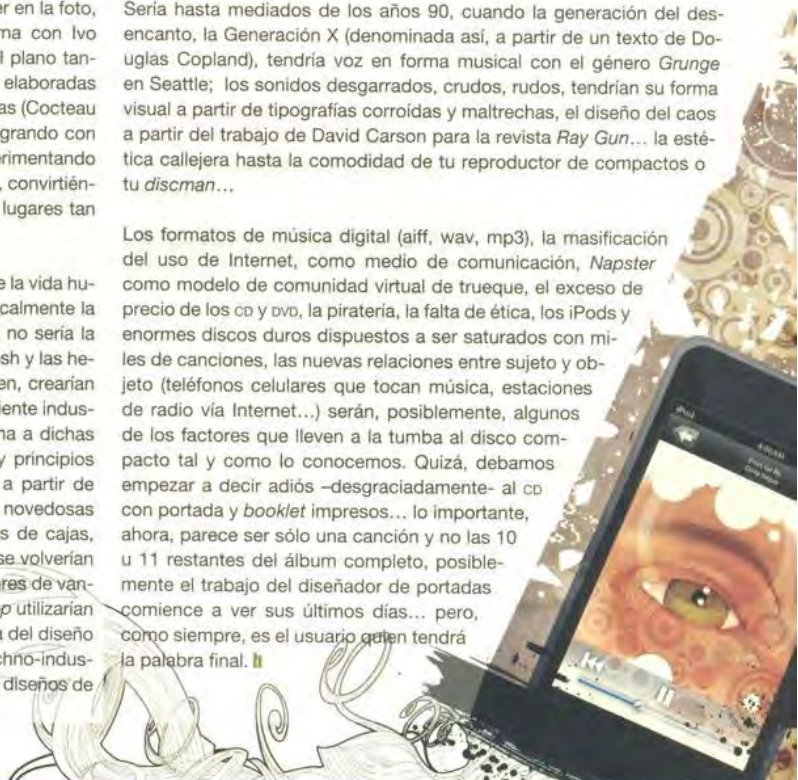 er en la foto,
ma con Ivo
l plano tan-
elaboradas
as (Cocteau
grando con
erimentando
, convirtién-
lugares tan
e la vida hu-
calmente la
no sería la
sh y las he-
en, crearían
iente indus-
na a dichas
y principios
a partir de
novedosas
s de cajas,
se volverían
res de van-
p utilizarían
a del diseño
chno-indus-
diseños de
Sería hasta mediados de los años 90, cuando la generación del des-
encanto, la Generación X (denominada así, a partir de un texto de Do-
uglas Copland), tendría voz en forma musical con el género Grunge
en Seattle; los sonidos desgarrados, crudos, rudos, tendrían su forma
visual a partir de tipografías corroídas y maltrechas, el diseño del caos
a partir del trabajo de David Carson para la revista Ray Gun... la esté-
tica callejera hasta la comodidad de tu reproductor de compactos o
tu discman...
Los formatos de música digital (aiff, wav, mp3), la masificación
del uso de Internet, como medio de comunicación, Napster
como modelo de comunidad virtual de trueque, el exceso de
precio de los CD y DVD, la piratería, la falta de ética, los iPods y
enormes discos duros dispuestos a ser saturados con mi-
les de canciones, las nuevas relaciones entre sujeto y ob-
jeto (teléfonos celulares que tocan música, estaciones
de radio vía Internet...) serán, posiblemente, algunos
de los factores que lleven a la tumba al disco com-
pacto tal y como lo conocemos. Quizá, debamos
empezar a decir adiós –desgraciadamente- al CD
con portada y booklet impresos... lo importante,
ahora, parece ser sólo una canción y no las 10
u 11 restantes del álbum completo, posible-
mente el trabajo del diseñador de portadas
comience a ver sus últimos días... pero,
como siempre, es el usuario quien tendrá
la palabra final.
iPod
4:00 AM